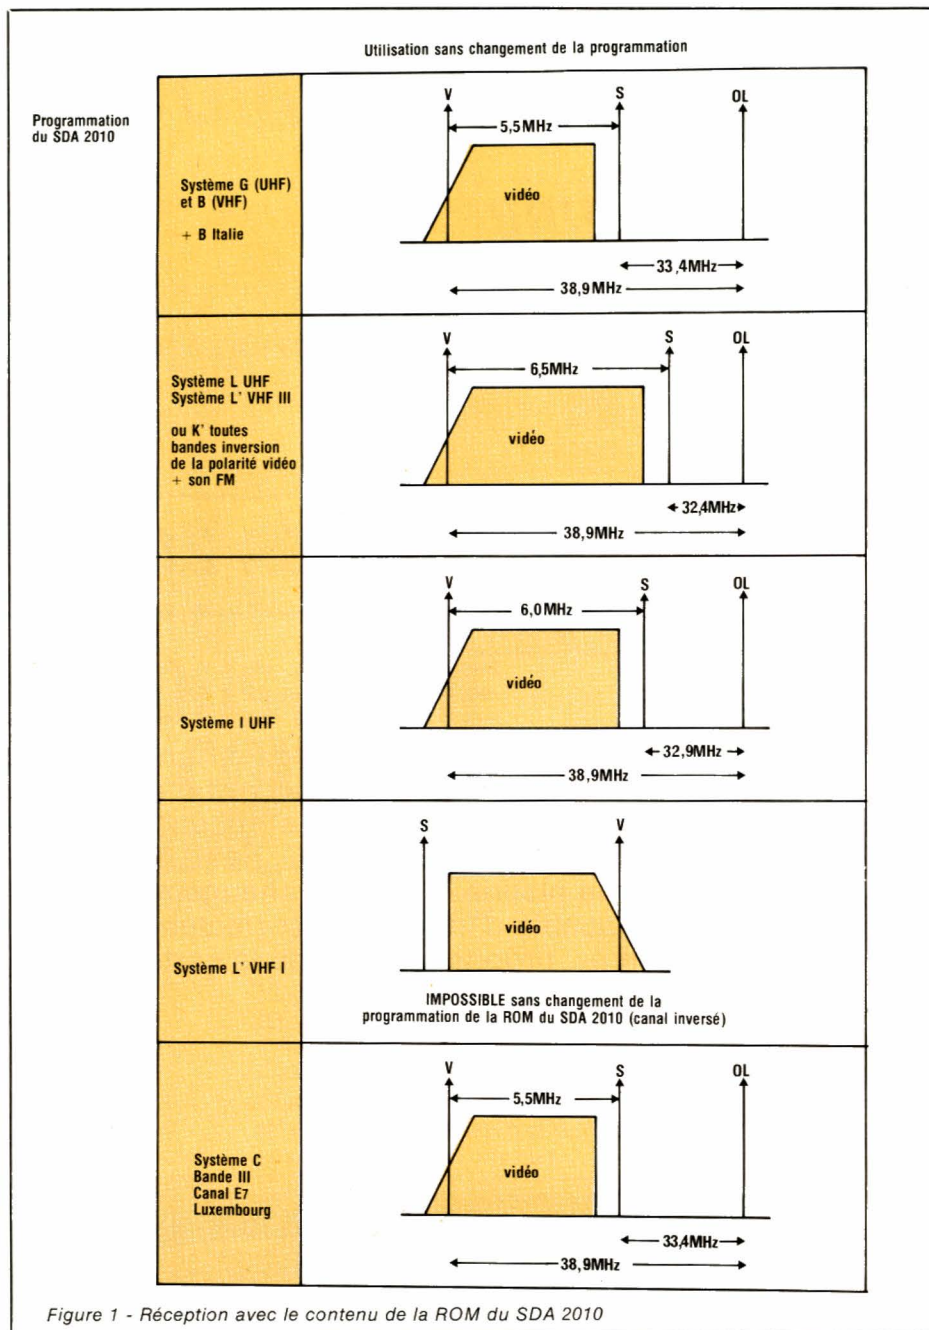 Utilisation sans changement de la programmation
Programmation
du SDA 2010
Système G (UHF)
et B (VHF)
+ B Italie
V
S
OL
5,5MHz
vidéo
33,4MHz
38,9MHz
Système L UHF
Système L' VHF III
ou K' toutes
bandes inversion
de la polarité vidéo
+ son FM
V
S
OL
6,5MHz
vidéo
32,4MHz
38,9MHz
Système I UHF
V
S
OL
6,0MHz
vidéo
32,9MHz
38,9MHz
Système L' VHF I
S
V
vidéo
IMPOSSIBLE sans changement de la
programmation de la ROM du SDA 2010 (canal inversé)
Système C
Bande III
Canal E7
Luxembourg
V
S
OL
5,5MHz
vidéo
33,4MHz
38,9MHz
Figure 1 - Réception avec le contenu de la ROM du SDA 2010